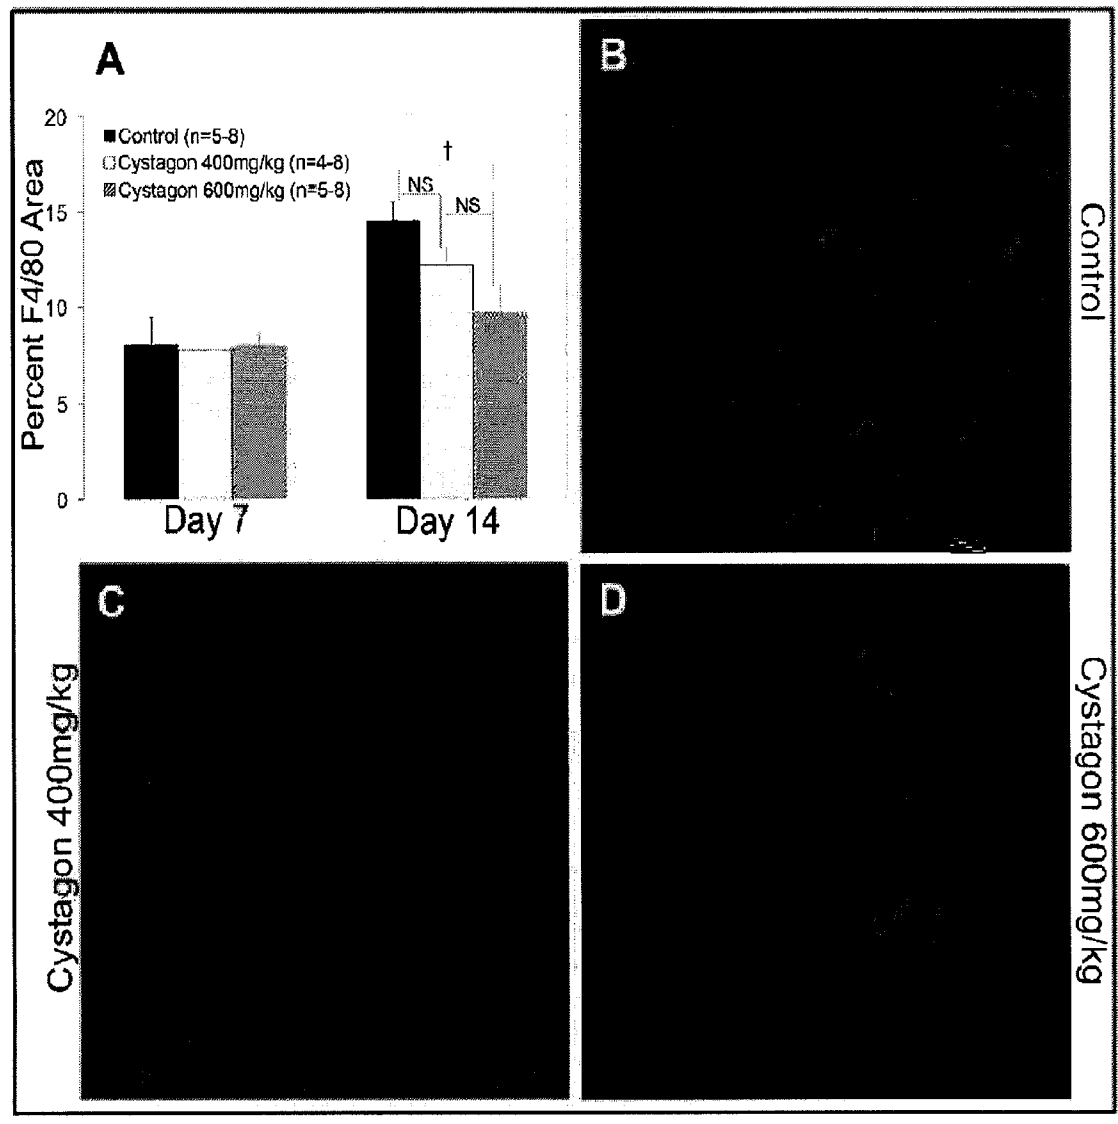 A
Percent F4/80 Area
20
15
10
5
0
Control (n=5-8)
Cystagon 400mg/kg (n=4-8)
Cystagon 600mg/kg (n=5-8)
†
NS
NS
Day 7
Day 14
B
Control
C
Cystagon 400mg/kg
D
Cystagon 600mg/kg